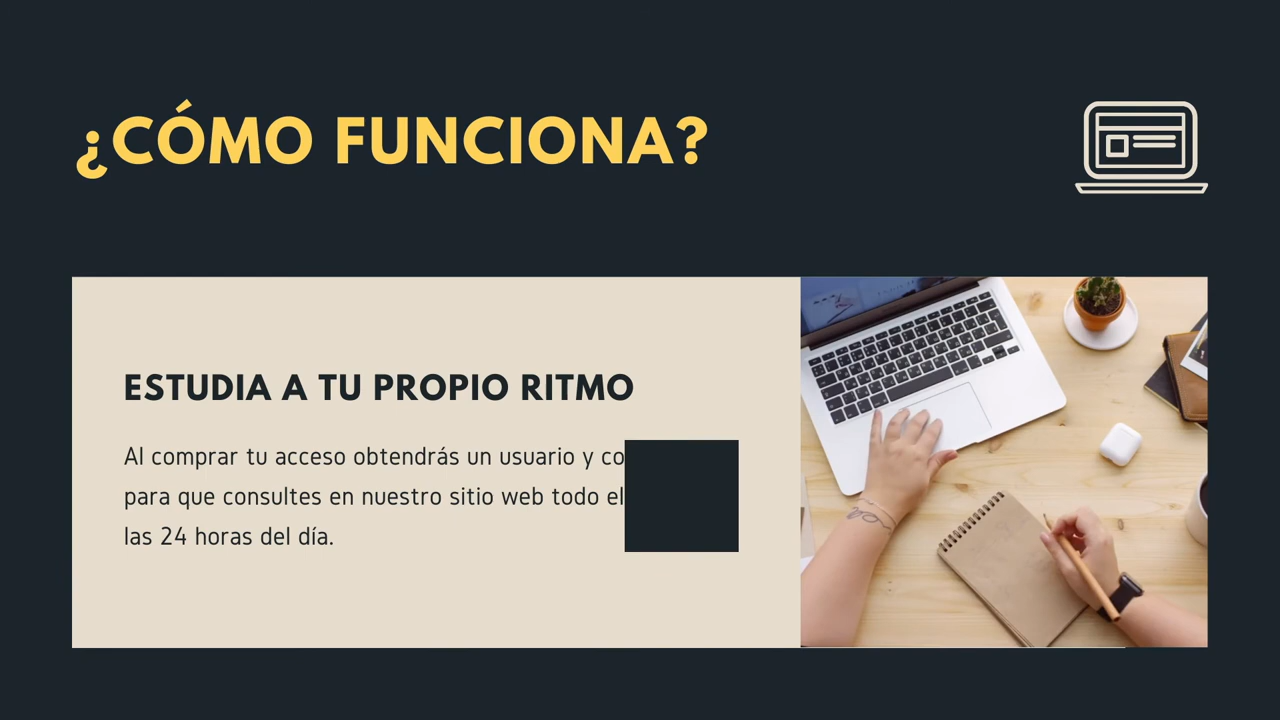 ¿CÓMO FUNCIONA?
ESTUDIA A TU PROPIO RITMO
Al comprar tu acceso obtendrás un usuario y
para que consultes en nuestro sitio web todo el
las 24 horas del día.